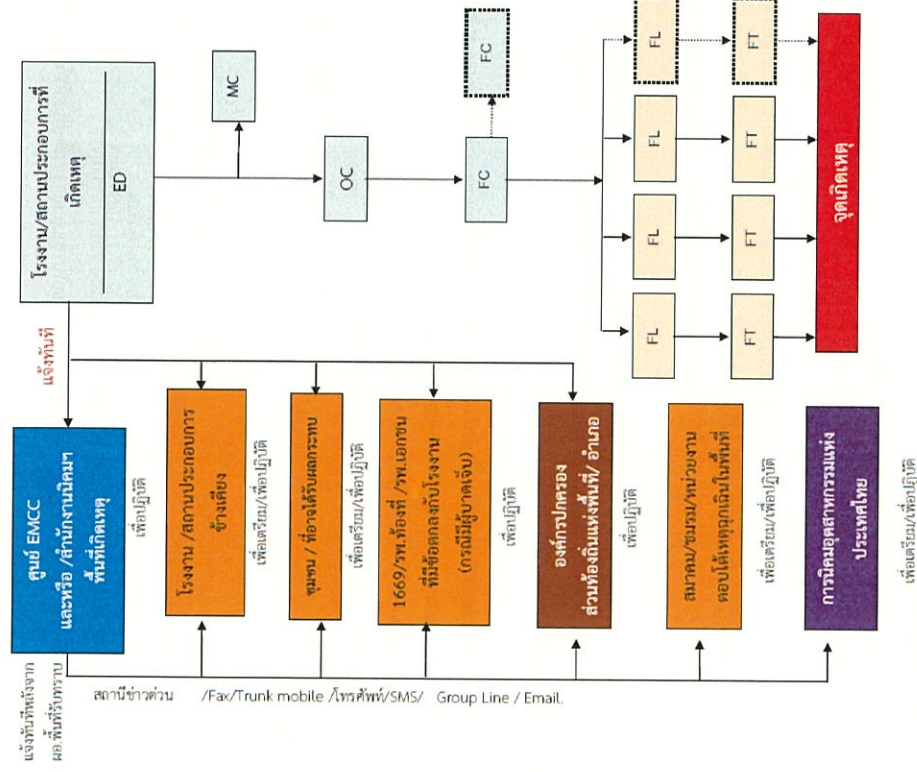 โรงงาน/สถานประกอบการที่
เกิดเหตุ
ED
MC
OC
FC
FC
FL
FL
FL
FL
FT
FT
FT
FT
จุดเกิดเหตุ
แจ้งทันที
ศูนย์ EMCC
และหรือ /สำนักงานนิคมฯ
พื้นที่เกิดเหตุ
เพื่อปฏิบัติ
โรงงาน /สถานประกอบการ
ข้างเคียง
เพื่อเตรียม/เพื่อปฏิบัติ
ชุมชน / ที่อาจได้รับผลกระทบ
เพื่อเตรียม/เพื่อปฏิบัติ
1669/รพ.ท้องที่ /รพ.เอกชน
ที่มีข้อตกลงกับโรงงาน
(กรณีมีผู้บาดเจ็บ)
เพื่อปฏิบัติ
องค์กรปกครอง
ส่วนท้องถิ่นแห่งพื้นที่/ อำเภอ
เพื่อปฏิบัติ
สมาคม/ชมรม/หน่วยงาน
ตอบโต้เหตุฉุกเฉินในพื้นที่
เพื่อเตรียม/เพื่อปฏิบัติ
การนิคมอุตสาหกรรมแห่ง
ประเทศไทย
เพื่อเตรียม/เพื่อปฏิบัติ
แจ้งทันทีหลังจาก
ผอ.พื้นที่รับทราบ
สถานีข่าวด่วน /Fax/Trunk mobile /โทรศัพท์/SMS/ Group Line / Email.